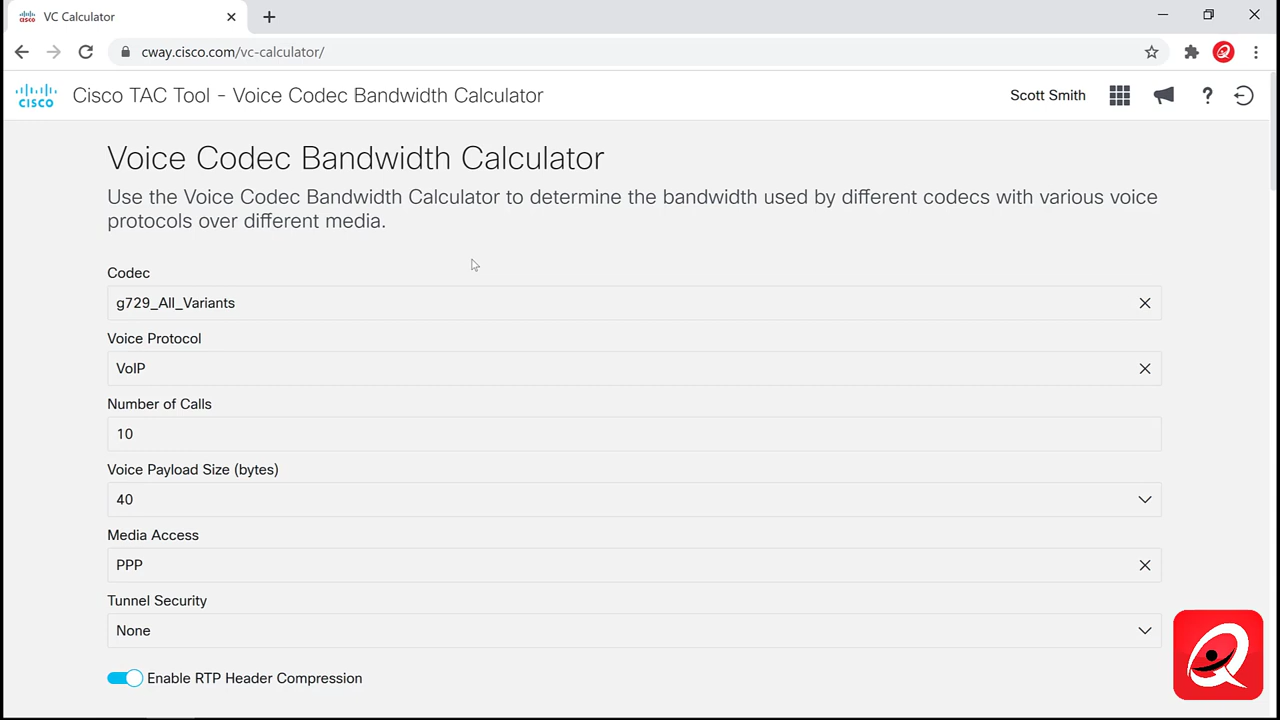 VC Calculator
cway.cisco.com/vc-calculator/
CISCO
Cisco TAC Tool - Voice Codec Bandwidth Calculator
Scott Smith
?
Voice Codec Bandwidth Calculator
Use the Voice Codec Bandwidth Calculator to determine the bandwidth used by different codecs with various voice
protocols over different media.
Codec
g729_All_Variants
Voice Protocol
VoIP
Number of Calls
10
Voice Payload Size (bytes)
40
Media Access
PPP
Tunnel Security
None
Enable RTP Header Compression